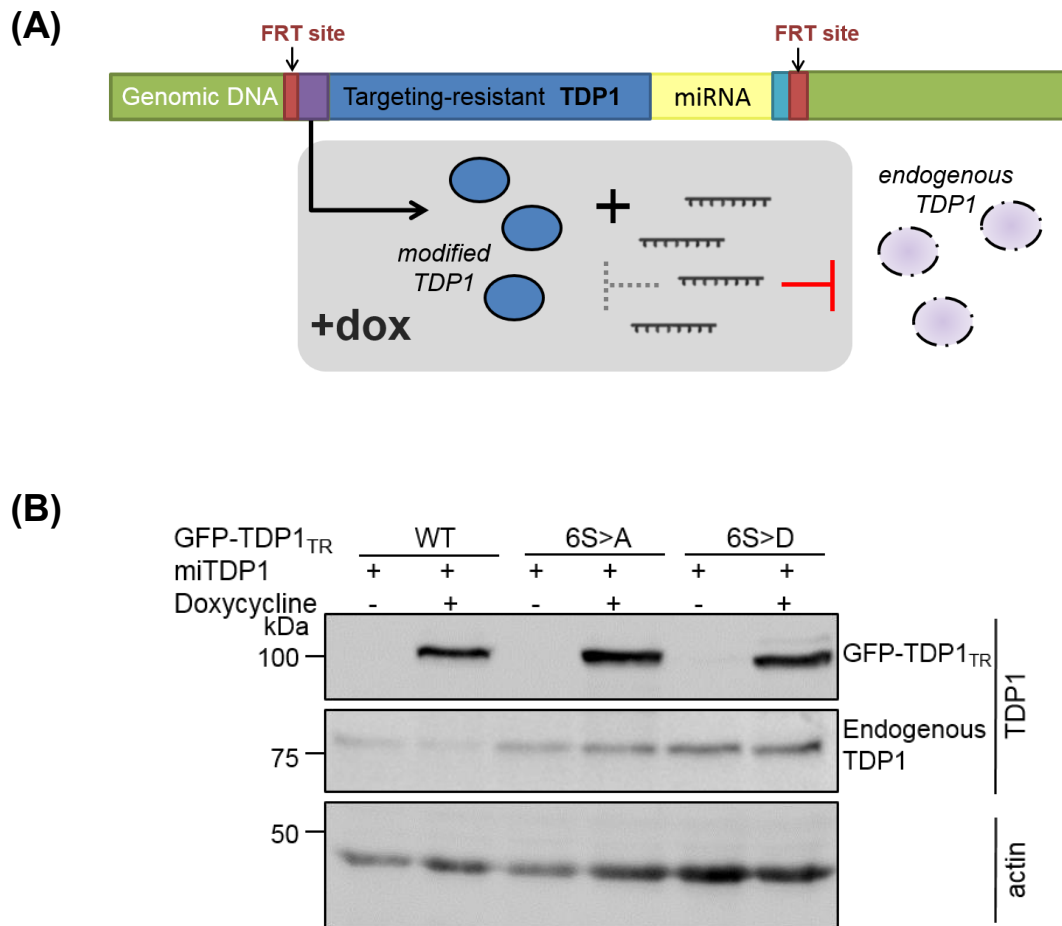 (A)
FRT site FRT site
Genomic DNA Targeting-resistant TDP1 miRNA
endogenous
TDP1
+
modified
TDP1
+dox
(B)
GFP-TDP1TR WT 6S>A 6S>D
miTDP1 + + + + + +
Doxycycline - + - + - +
kDa
100 GFP-TDP1TR
75 Endogenous
TDP1
TDP1
50
actin